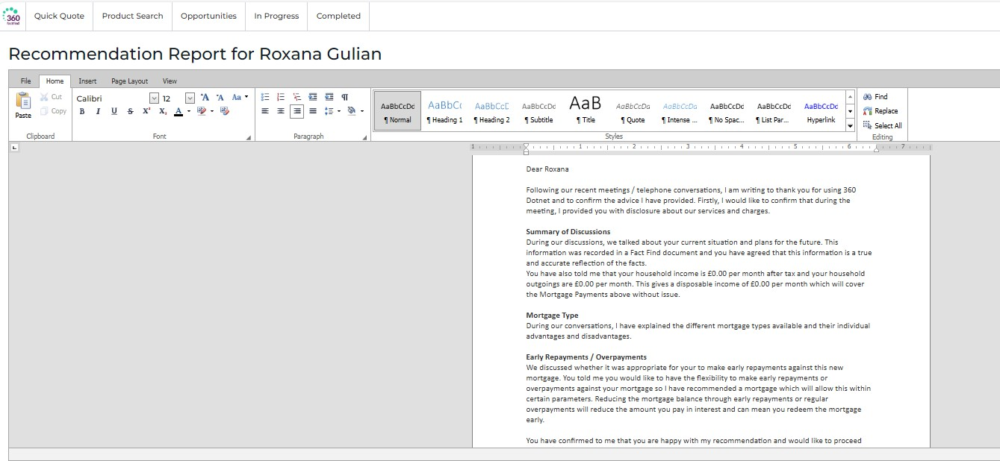 360
factfind
Quick Quote
Product Search
Opportunities
In Progress
Completed
Recommendation Report for Roxana Gulian
File
Home
Insert
Page Layout
View
Paste
Cut
Copy
Clipboard
Calibri
12
Font
Paragraph
AaBbCcDd
¶ Normal
AaBbC(
¶ Heading 1
AaBbCcC
¶ Heading 2
AaBbCcDd
¶ Subtitle
AaB
¶ Title
AaBbCcDa
¶ Quote
AaBbCcDa
¶ Intense ...
AaBbCcDd
¶ No Spac...
AaBbCcDd
¶ List Par...
AaBbCcDc
Hyperlink
Styles
Find
Replace
Select All
Editing
1 1 2 3 4 5 6 7
Dear Roxana
Following our recent meetings / telephone conversations, I am writing to thank you for using 360
Dotnet and to confirm the advice I have provided. Firstly, I would like to confirm that during the
meeting, I provided you with disclosure about our services and charges.
Summary of Discussions
During our discussions, we talked about your current situation and plans for the future. This
information was recorded in a Fact Find document and you have agreed that this information is a true
and accurate reflection of the facts.
You have also told me that your household income is £0.00 per month after tax and your household
outgoings are £0.00 per month. This gives a disposable income of £0.00 per month which will cover
the Mortgage Payments above without issue.
Mortgage Type
During our conversations, I have explained the different mortgage types available and their individual
advantages and disadvantages.
Early Repayments / Overpayments
We discussed whether it was appropriate for your to make early repayments against this new
mortgage. You told me you would like to have the flexibility to make early repayments or
overpayments against your mortgage so I have recommended a mortgage which will allow this within
certain parameters. Reducing the mortgage balance through early repayments or regular
overpayments will reduce the amount you pay in interest and can mean you redeem the mortgage
early.
You have confirmed to me that you are happy with my recommendation and would like to proceed